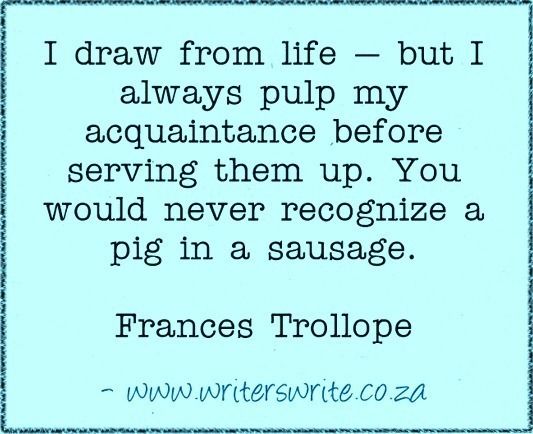 I draw from life — but I
always pulp my
acquaintance before
serving them up. You
would never recognize a
pig in a sausage.
Frances Trollope
- www.writerswrite.co.za